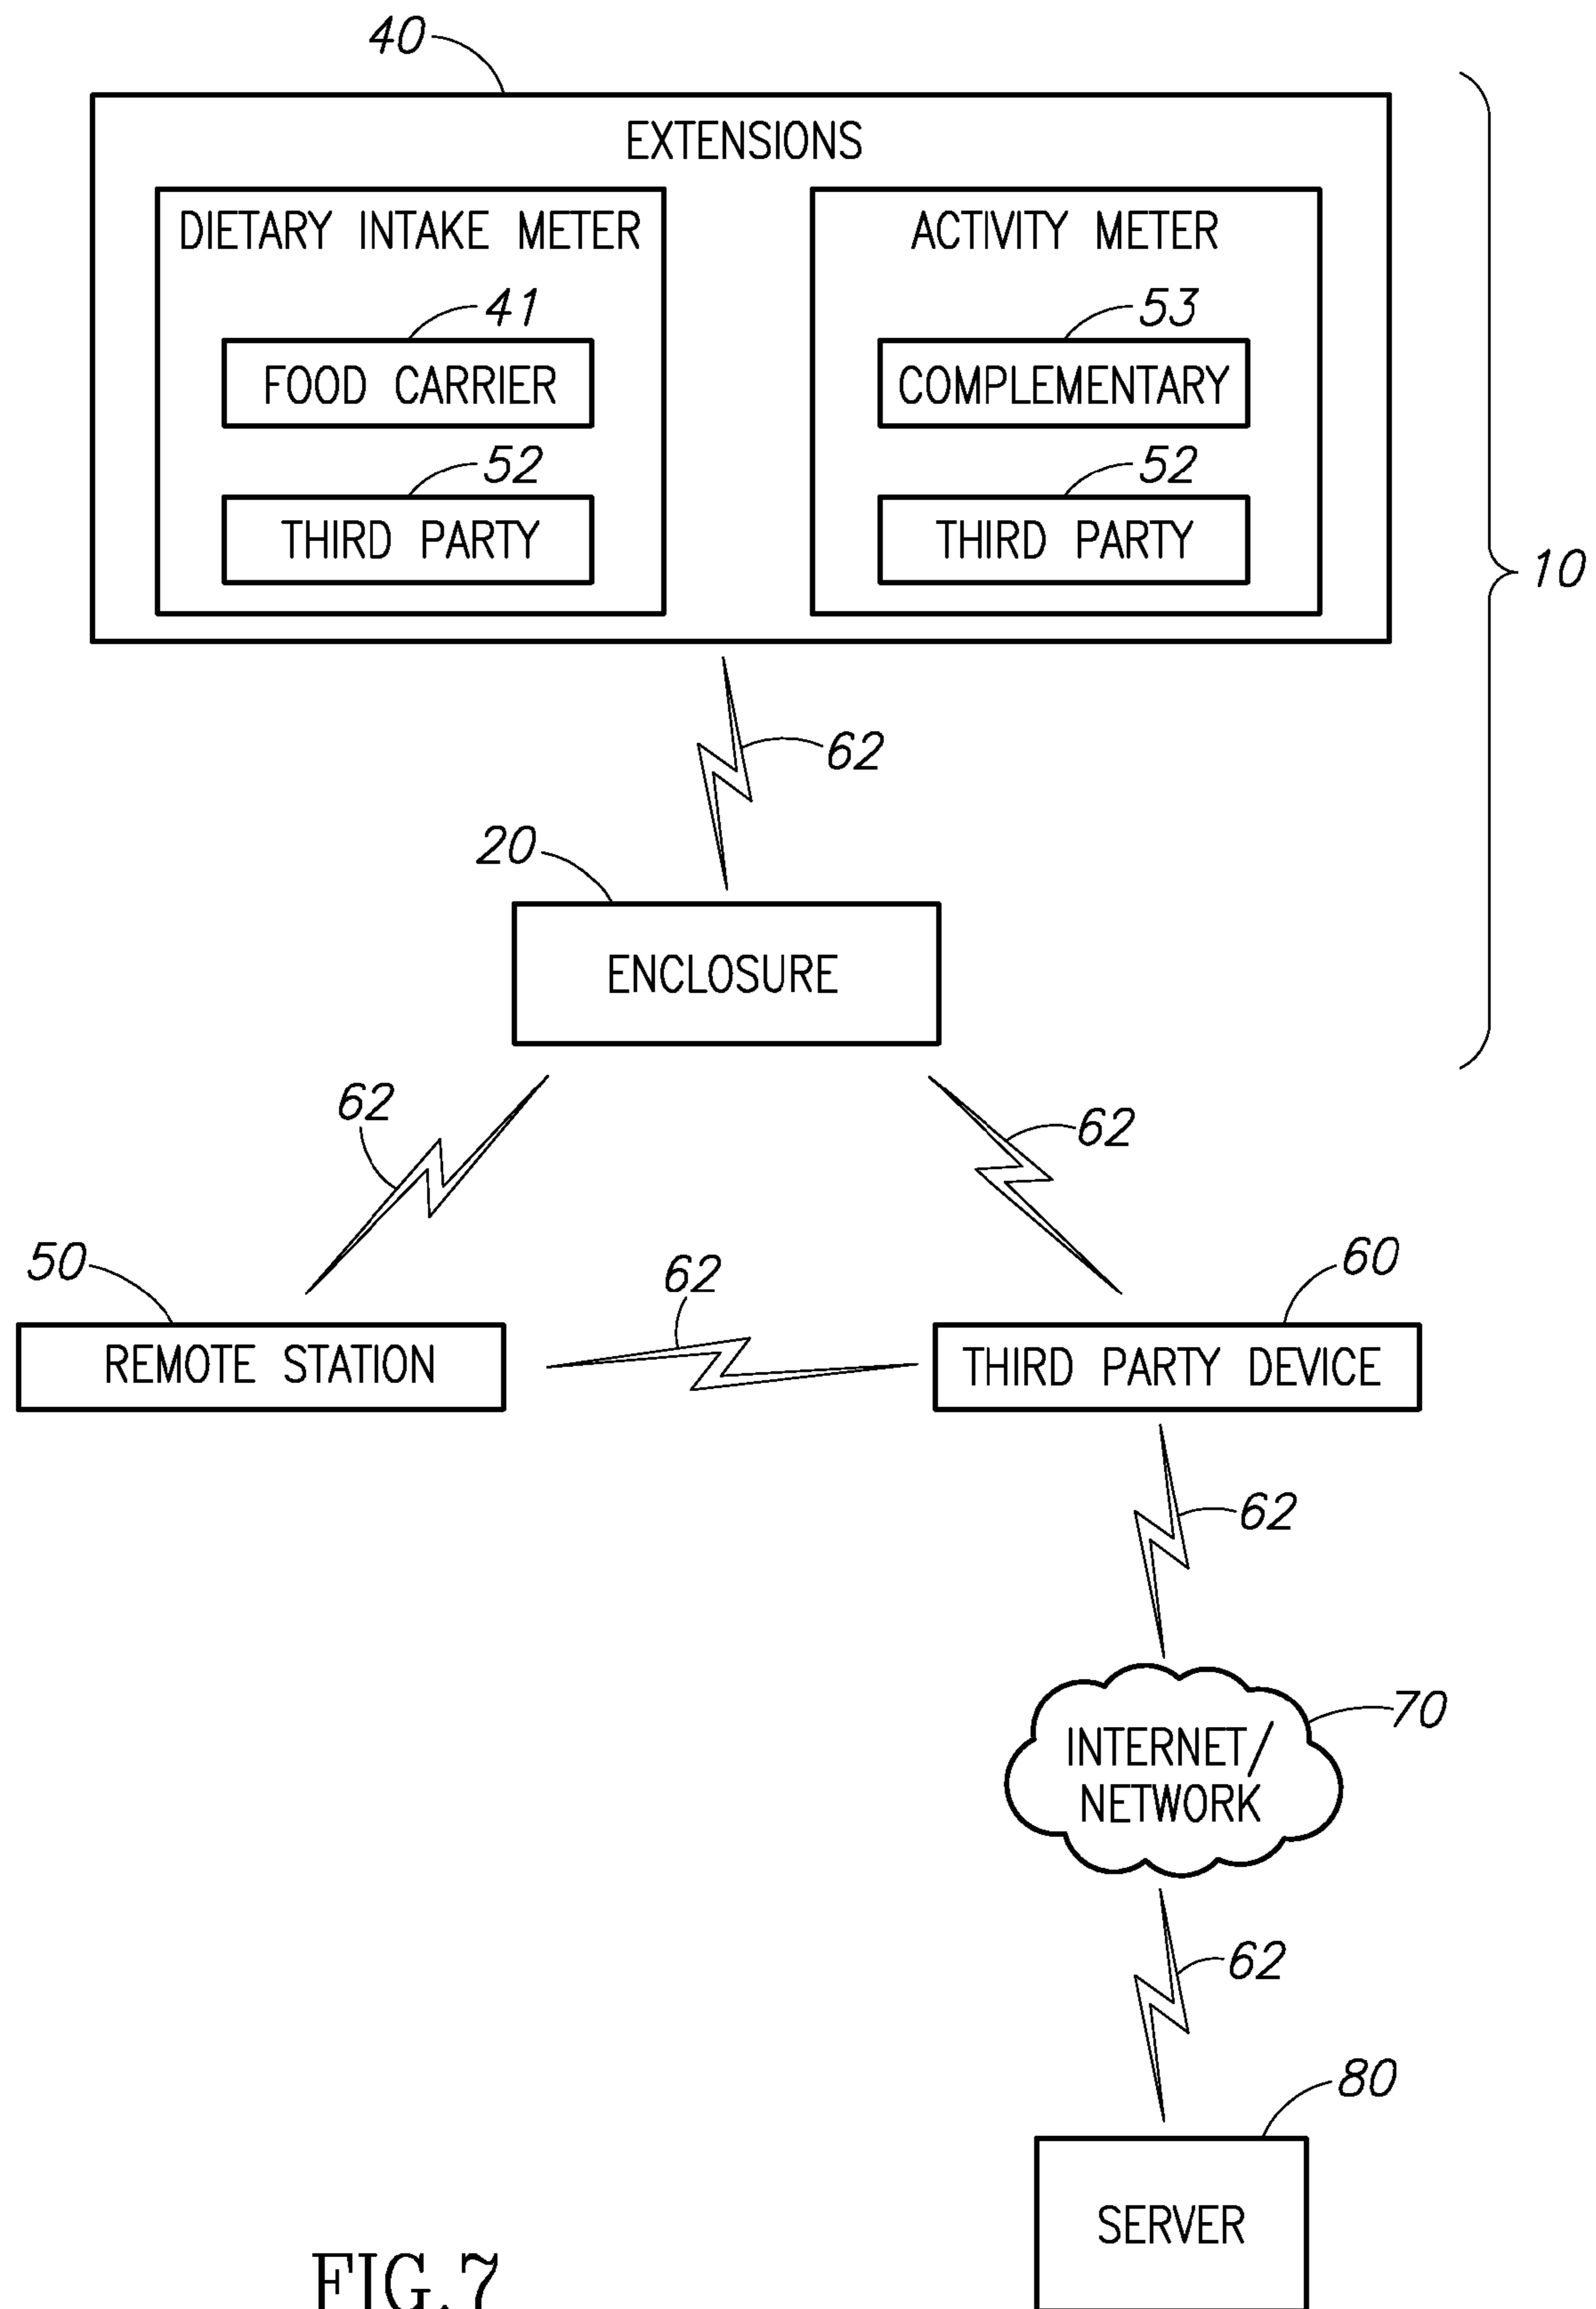 40
EXTENSIONS
DIETARY INTAKE METER
41
FOOD CARRIER
52
THIRD PARTY
ACTIVITY METER
53
COMPLEMENTARY
52
THIRD PARTY
10
62
20
ENCLOSURE
62
62
50
REMOTE STATION
62
60
THIRD PARTY DEVICE
62
70
INTERNET/
NETWORK
62
80
SERVER
FIG.7